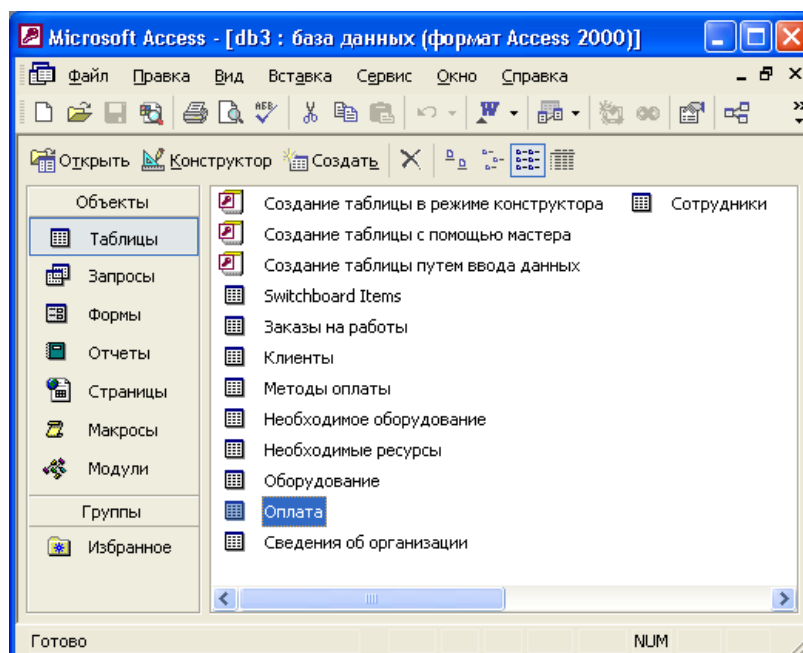 Microsoft Access - [db3 : база данных (формат Access 2000)]
Файл Правка Вид Вставка Сервис Окно Справка
Открыть Конструктор Создать
Объекты
Таблицы
Запросы
Формы
Отчеты
Страницы
Макросы
Модули
Группы
Избранное
Создание таблицы в режиме конструктора
Создание таблицы с помощью мастера
Создание таблицы путем ввода данных
Switchboard Items
Заказы на работы
Клиенты
Методы оплаты
Необходимое оборудование
Необходимые ресурсы
Оборудование
Оплата
Сведения об организации
Сотрудники
Готово NUM